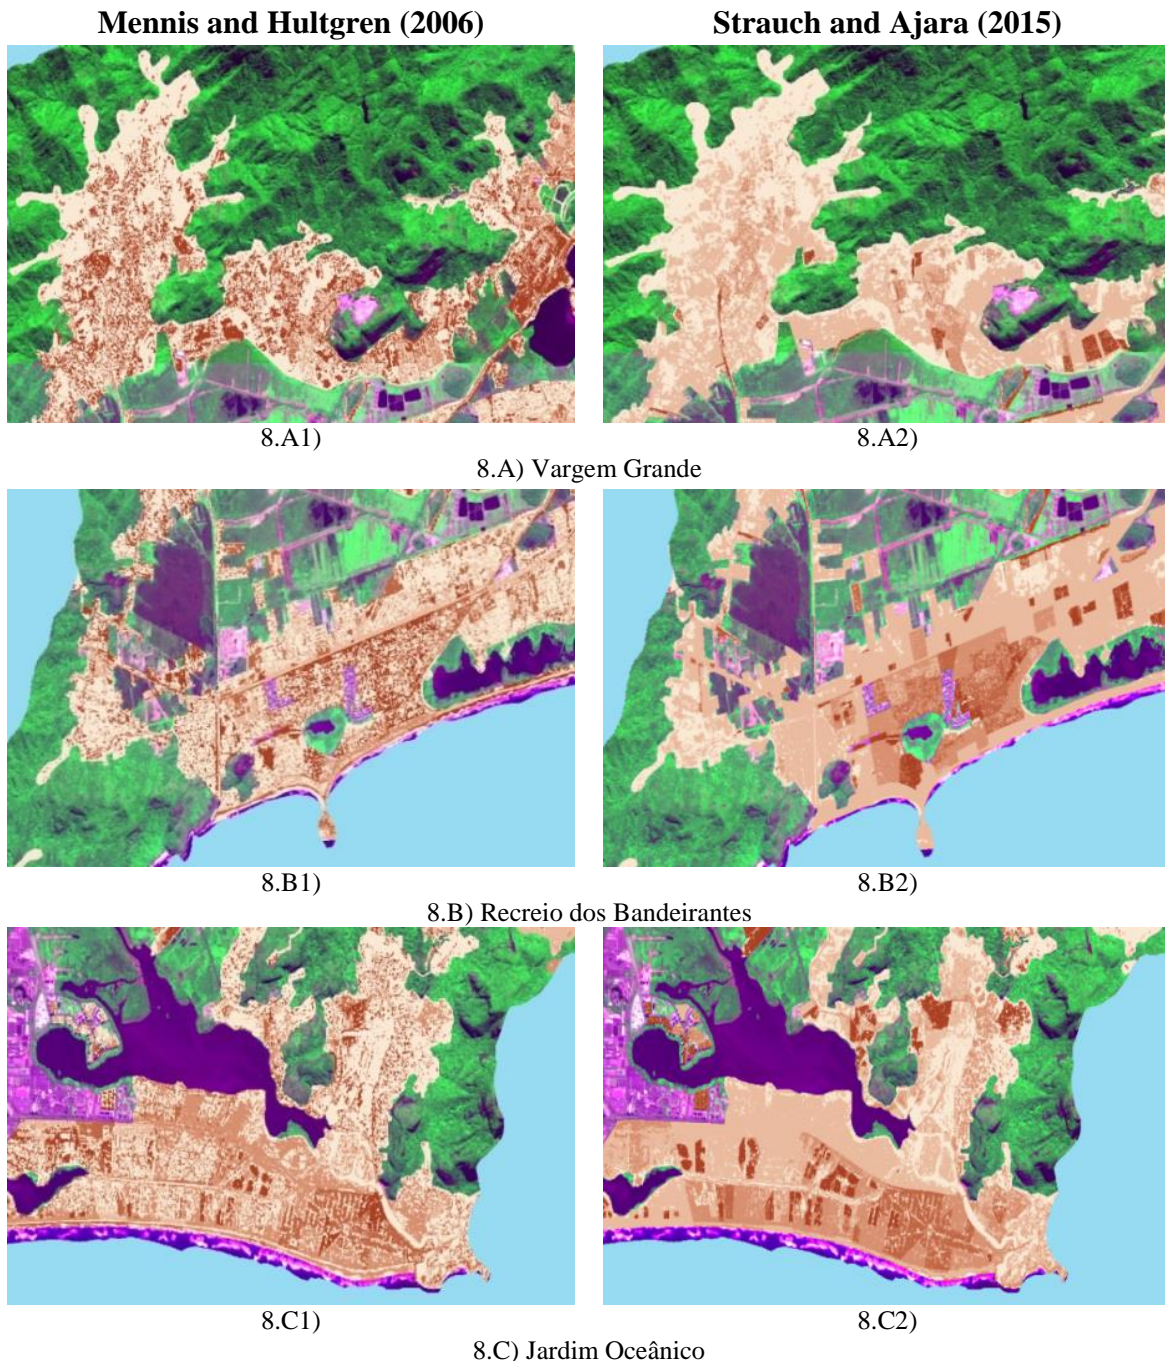 Mennis and Hultgren (2006)
Strauch and Ajara (2015)
8.A1)
8.A2)
8.A) Vargem Grande
8.B1)
8.B2)
8.B) Recreio dos Bandeirantes
8.C1)
8.C2)
8.C) Jardim Oceânico